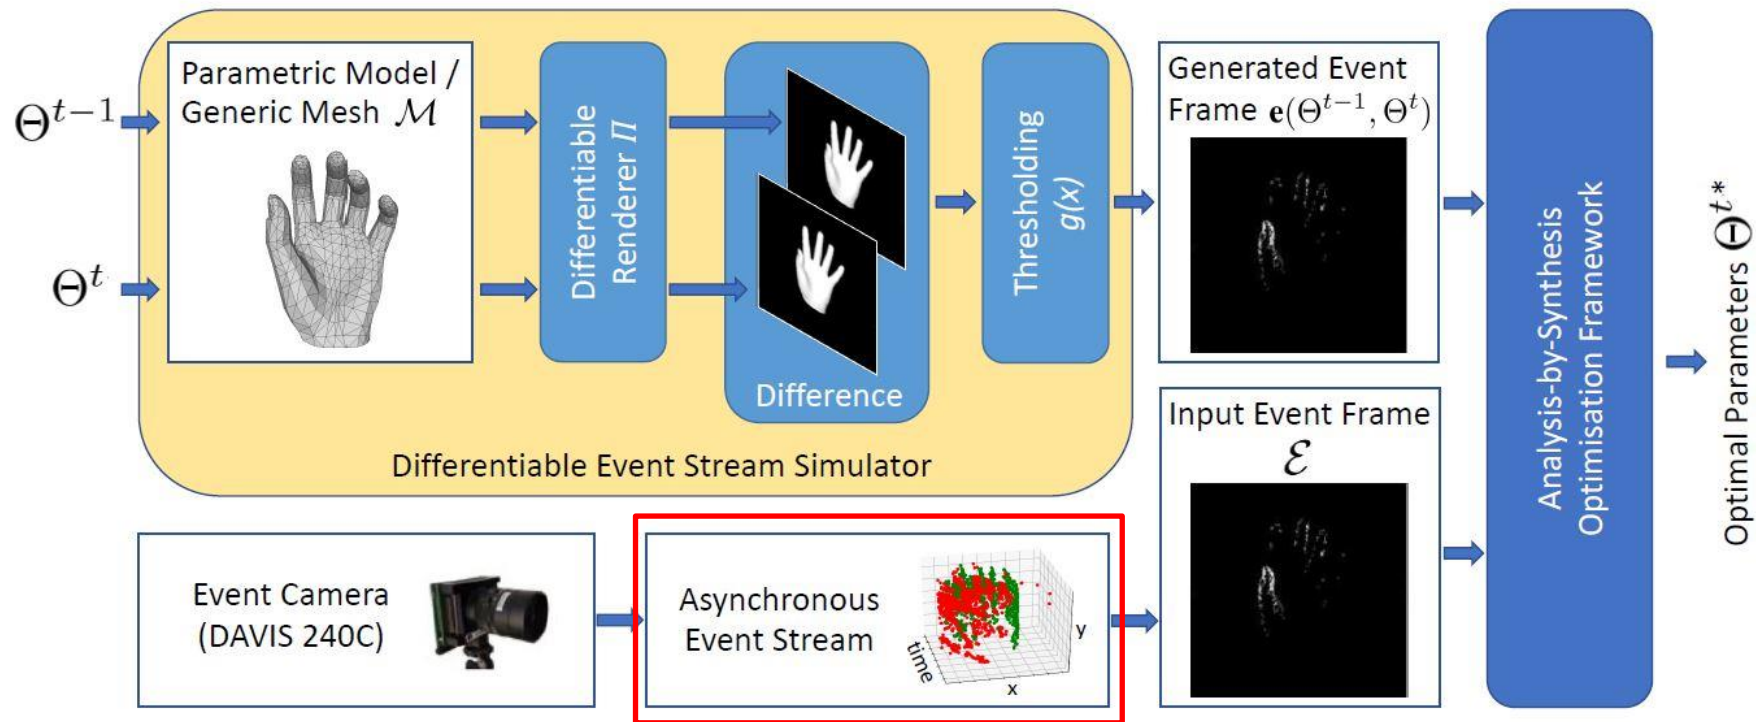 Θ^{t−1}
Θ^t
Parametric Model /
Generic Mesh ℳ
Differentiable
Renderer Π
Difference
Thresholding
g(x)
Differentiable Event Stream Simulator
Generated Event
Frame e(Θ^{t−1}, Θ^t)
Input Event Frame
ℰ
Analysis-by-Synthesis
Optimisation Framework
Optimal Parameters Θ^{t*}
Event Camera
(DAVIS 240C)
Asynchronous
Event Stream
time
x
y